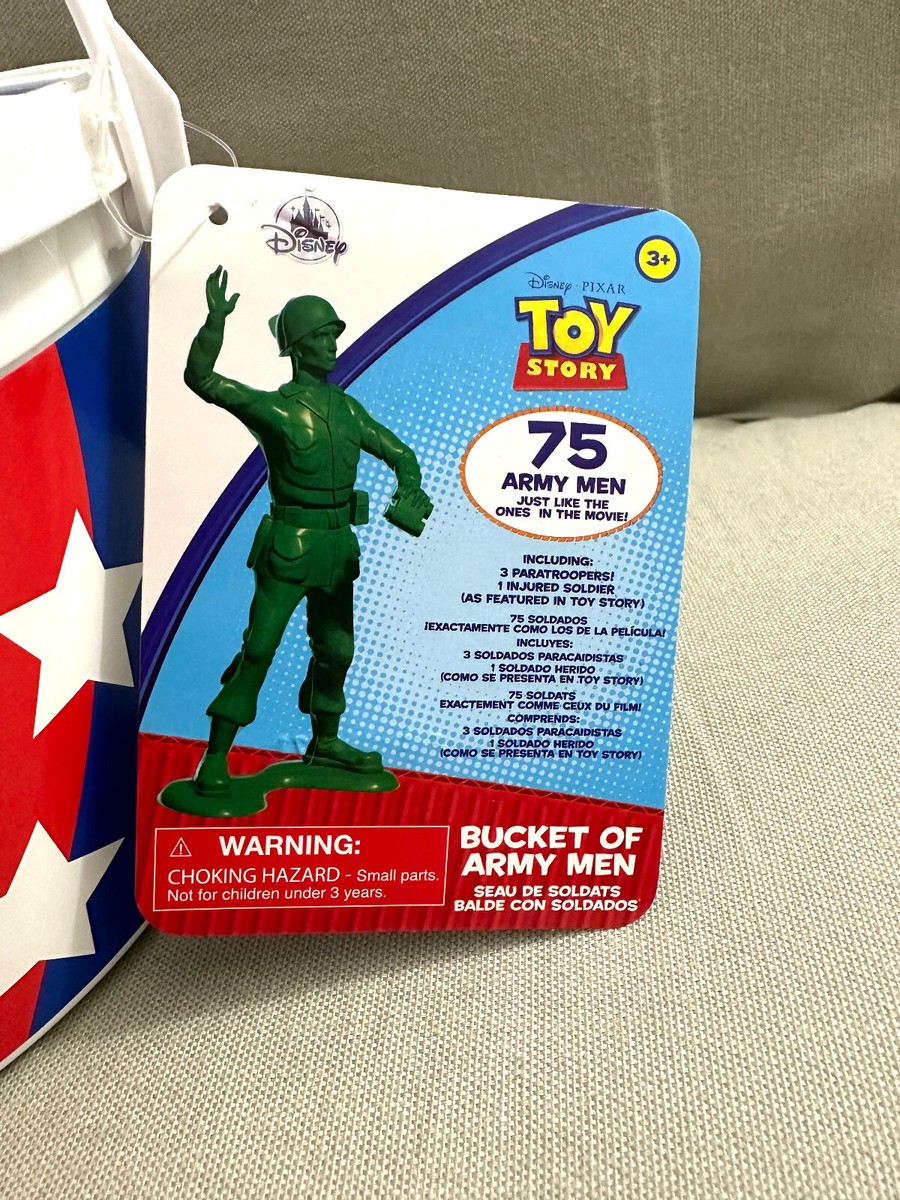 Disney
3+
Disney · PIXAR
TOY
STORY
75
ARMY MEN
JUST LIKE THE
ONES IN THE MOVIE!
INCLUDING:
3 PARATROOPERS!
1 INJURED SOLDIER
(AS FEATURED IN TOY STORY)
75 SOLDADOS
¡EXACTAMENTE COMO LOS DE LA PELÍCULA!
INCLUYES:
3 SOLDADOS PARACAIDISTAS
1 SOLDADO HERIDO
(COMO SE PRESENTA EN TOY STORY)
75 SOLDATS
EXACTEMENT COMME CEUX DU FILM!
COMPRENDS:
3 SOLDADOS PARACAIDISTAS
1 SOLDADO HERIDO
(COMO SE PRESENTA EN TOY STORY)
WARNING:
CHOKING HAZARD - Small parts.
Not for children under 3 years.
BUCKET OF
ARMY MEN
SEAU DE SOLDATS
BALDE CON SOLDADOS